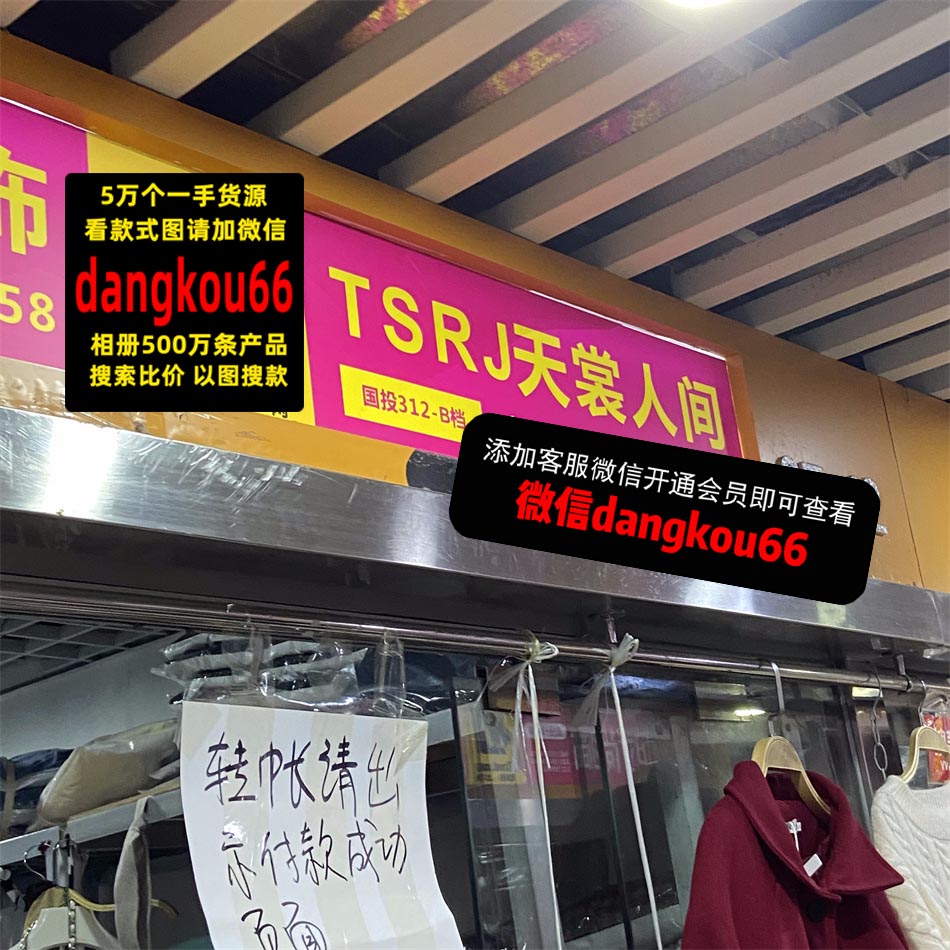 饰
58
5万个一手货源
看款式图请加微信
dangkou66
相册500万条产品
搜索比价 以图搜款
TSRJ天裳人间
国投312-B档
添加客服微信开通会员即可查看
微信dangkou66
转帐请出
示付款成功
页面